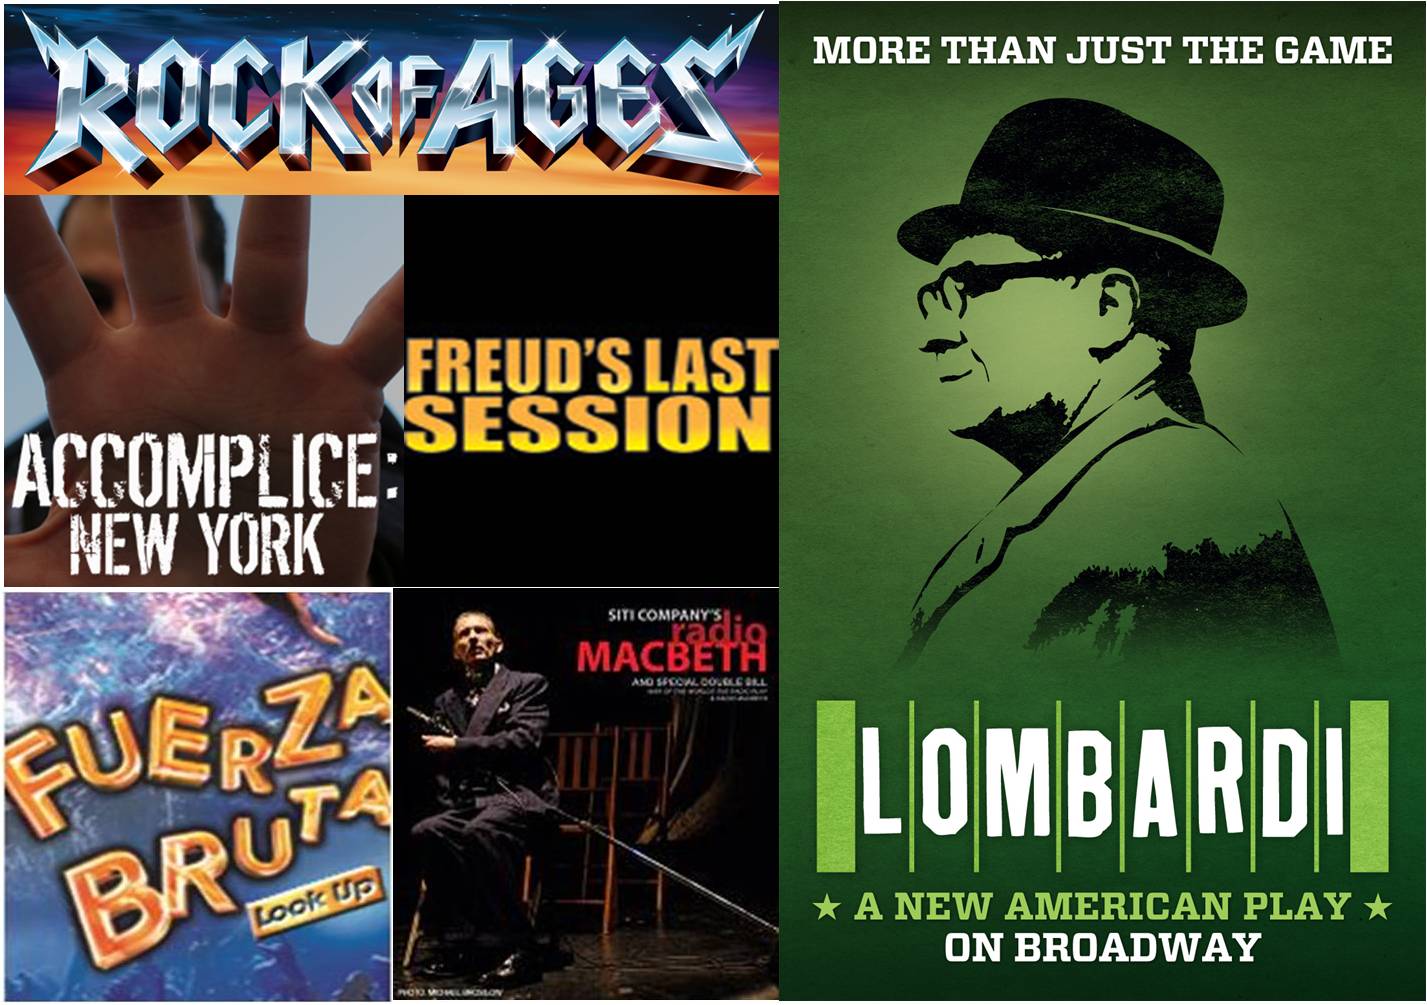 ROCK OF AGES
ACCOMPLICE:
NEW YORK
FREUD'S LAST
SESSION
FUERZA
BRUTA
Look Up
SITI COMPANY'S
radio
MACBETH
AND SPECIAL DOUBLE BILL
MORE THAN JUST THE GAME
LOMBARDI
★ A NEW AMERICAN PLAY ★
ON BROADWAY